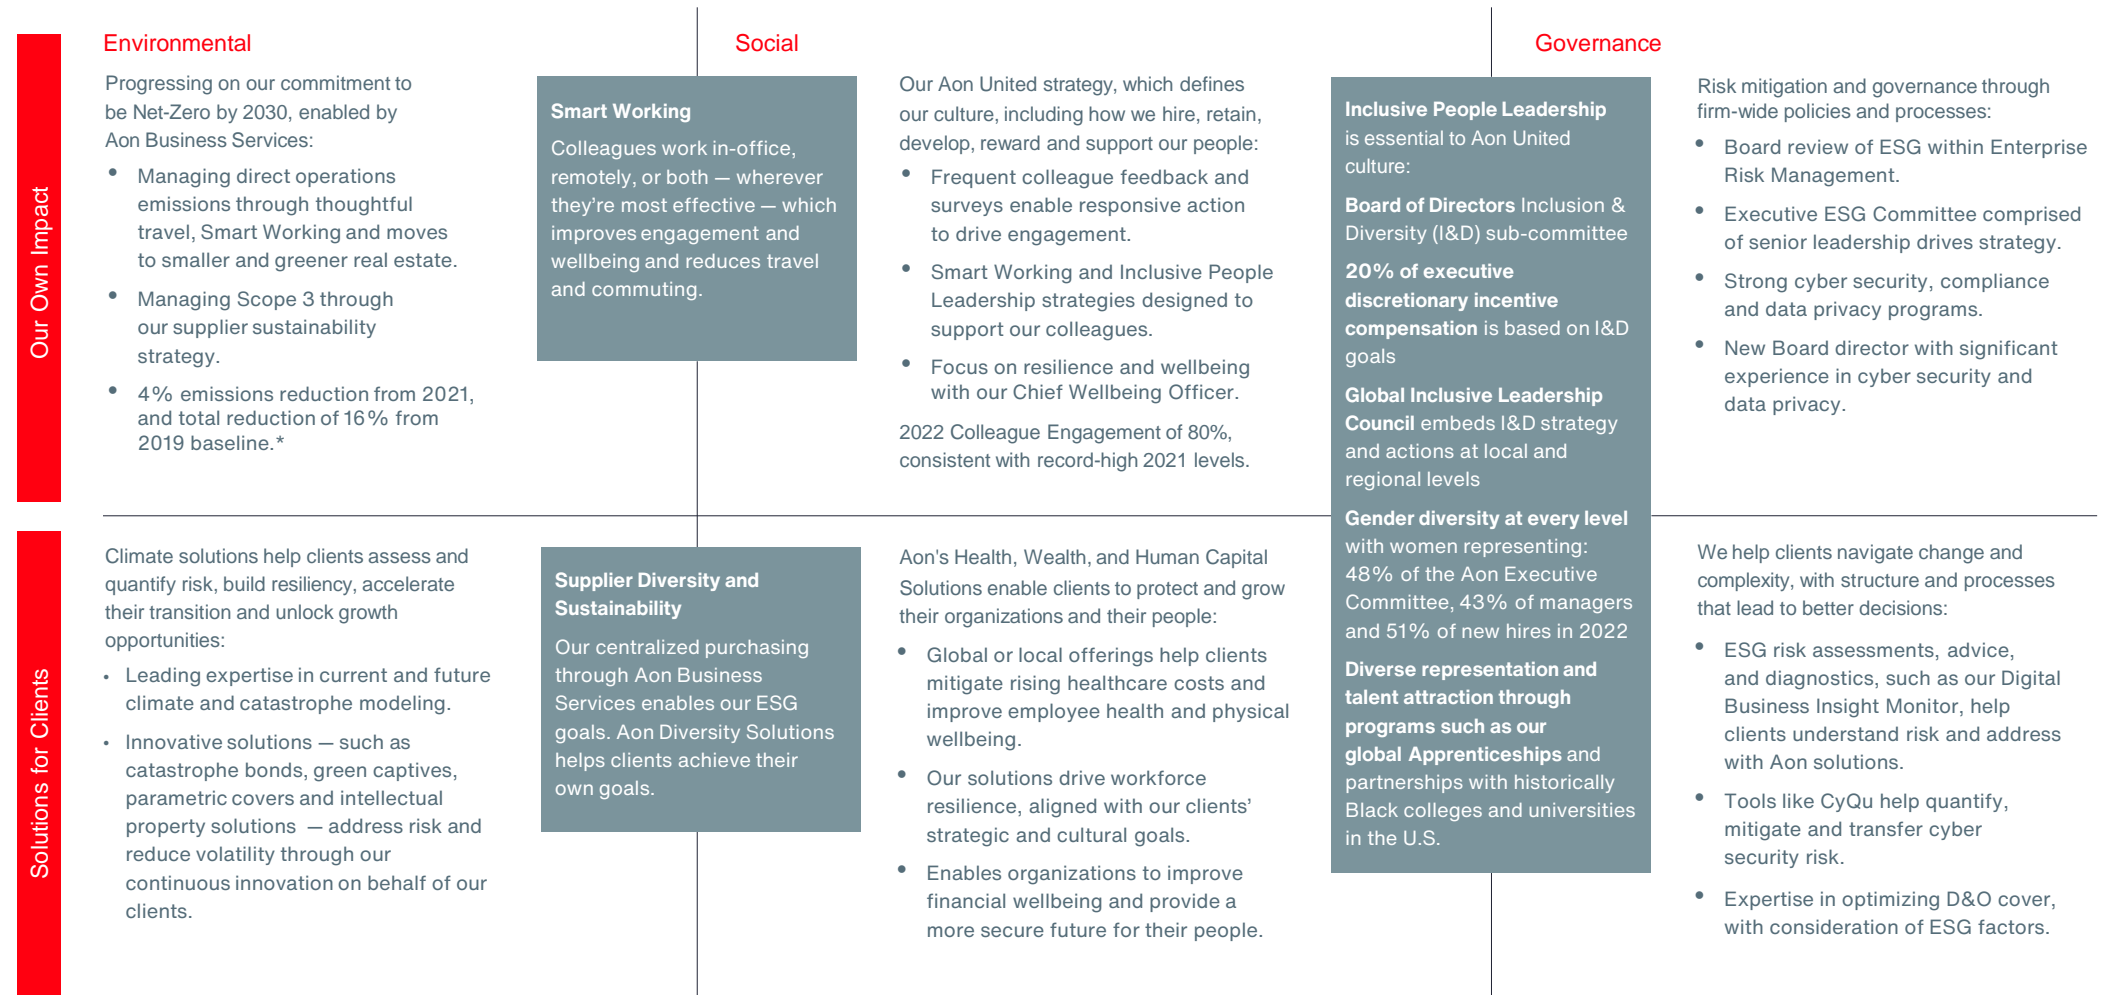 Environmental
Social
Governance
Our Own Impact
Progressing on our commitment to
be Net-Zero by 2030, enabled by
Aon Business Services:
• Managing direct operations
emissions through thoughtful
travel, Smart Working and moves
to smaller and greener real estate.
• Managing Scope 3 through
our supplier sustainability
strategy.
• 4% emissions reduction from 2021,
and total reduction of 16% from
2019 baseline.*
Smart Working
Colleagues work in-office,
remotely, or both — wherever
they're most effective — which
improves engagement and
wellbeing and reduces travel
and commuting.
Our Aon United strategy, which defines
our culture, including how we hire, retain,
develop, reward and support our people:
• Frequent colleague feedback and
surveys enable responsive action
to drive engagement.
• Smart Working and Inclusive People
Leadership strategies designed to
support our colleagues.
• Focus on resilience and wellbeing
with our Chief Wellbeing Officer.
2022 Colleague Engagement of 80%,
consistent with record-high 2021 levels.
Inclusive People Leadership
is essential to Aon United
culture:
Board of Directors Inclusion &
Diversity (I&D) sub-committee
20% of executive
discretionary incentive
compensation is based on I&D
goals
Global Inclusive Leadership
Council embeds I&D strategy
and actions at local and
regional levels
Gender diversity at every level
with women representing:
48% of the Aon Executive
Committee, 43% of managers
and 51% of new hires in 2022
Diverse representation and
talent attraction through
programs such as our
global Apprenticeships and
partnerships with historically
Black colleges and universities
in the U.S.
Risk mitigation and governance through
firm-wide policies and processes:
• Board review of ESG within Enterprise
Risk Management.
• Executive ESG Committee comprised
of senior leadership drives strategy.
• Strong cyber security, compliance
and data privacy programs.
• New Board director with significant
experience in cyber security and
data privacy.
Solutions for Clients
Climate solutions help clients assess and
quantify risk, build resiliency, accelerate
their transition and unlock growth
opportunities:
• Leading expertise in current and future
climate and catastrophe modeling.
• Innovative solutions — such as
catastrophe bonds, green captives,
parametric covers and intellectual
property solutions — address risk and
reduce volatility through our
continuous innovation on behalf of our
clients.
Supplier Diversity and
Sustainability
Our centralized purchasing
through Aon Business
Services enables our ESG
goals. Aon Diversity Solutions
helps clients achieve their
own goals.
Aon's Health, Wealth, and Human Capital
Solutions enable clients to protect and grow
their organizations and their people:
• Global or local offerings help clients
mitigate rising healthcare costs and
improve employee health and physical
wellbeing.
• Our solutions drive workforce
resilience, aligned with our clients'
strategic and cultural goals.
• Enables organizations to improve
financial wellbeing and provide a
more secure future for their people.
We help clients navigate change and
complexity, with structure and processes
that lead to better decisions:
• ESG risk assessments, advice,
and diagnostics, such as our Digital
Business Insight Monitor, help
clients understand risk and address
with Aon solutions.
• Tools like CyQu help quantify,
mitigate and transfer cyber
security risk.
• Expertise in optimizing D&O cover,
with consideration of ESG factors.